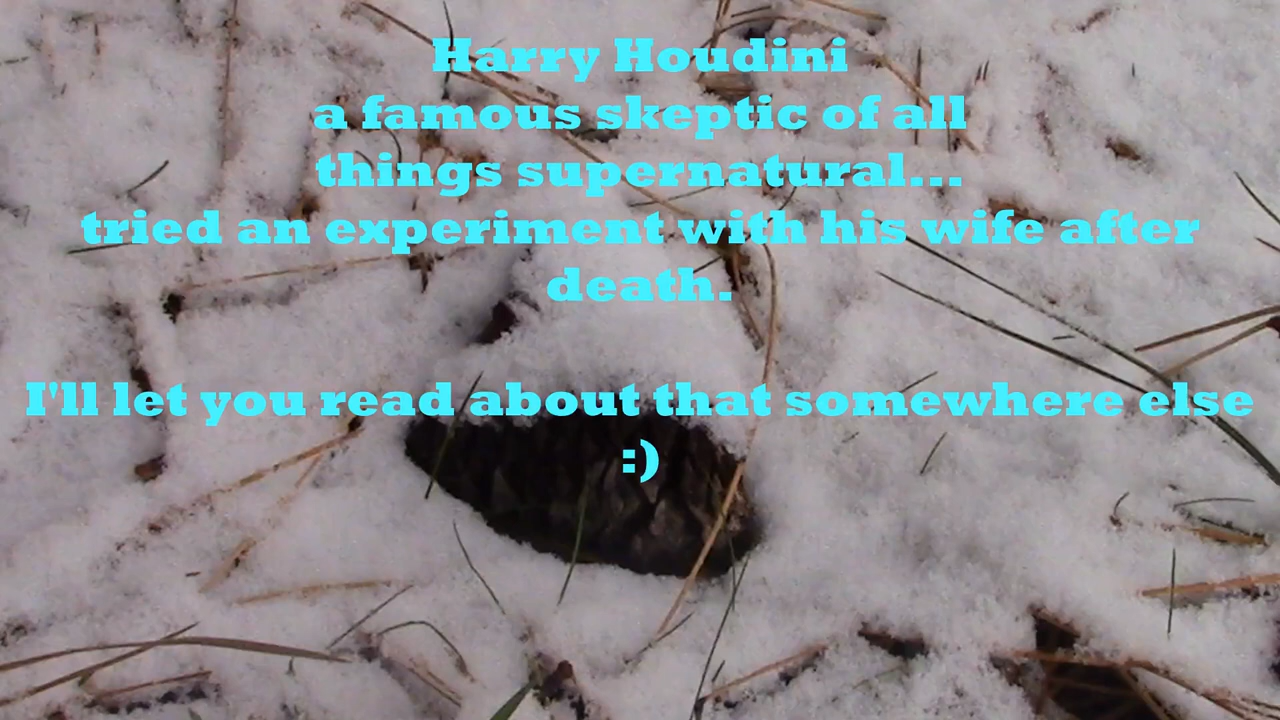 Harry Houdini
a famous skeptic of all
things supernatural...
tried an experiment with his wife after
death.
I'll let you read about that somewhere else
:)